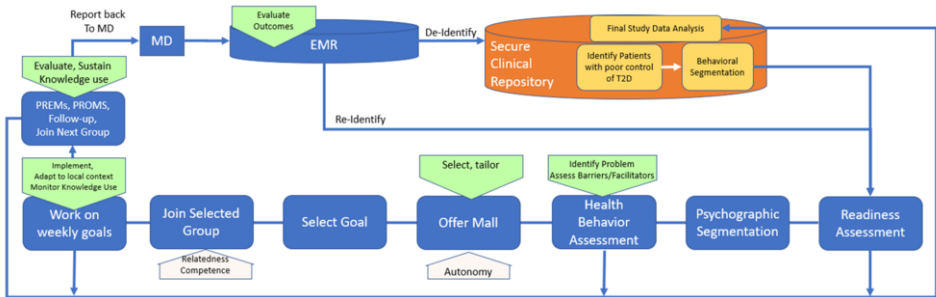 Report back
To MD
MD
Evaluate
Outcomes
EMR
De-Identify
Secure
Clinical
Repository
Final Study Data Analysis
Identify Patients
with poor control
of T2D
Behavioral
Segmentation
Evaluate, Sustain
Knowledge use
PREMs, PROMS,
Follow-up,
Join Next Group
Re-Identify
Implement,
Adapt to local context
Monitor Knowledge Use
Select, tailor
Identify Problem
Assess Barriers/Facilitators
Work on
weekly goals
Join Selected
Group
Select Goal
Offer Mall
Health
Behavior
Assessment
Psychographic
Segmentation
Readiness
Assessment
Relatedness
Competence
Autonomy